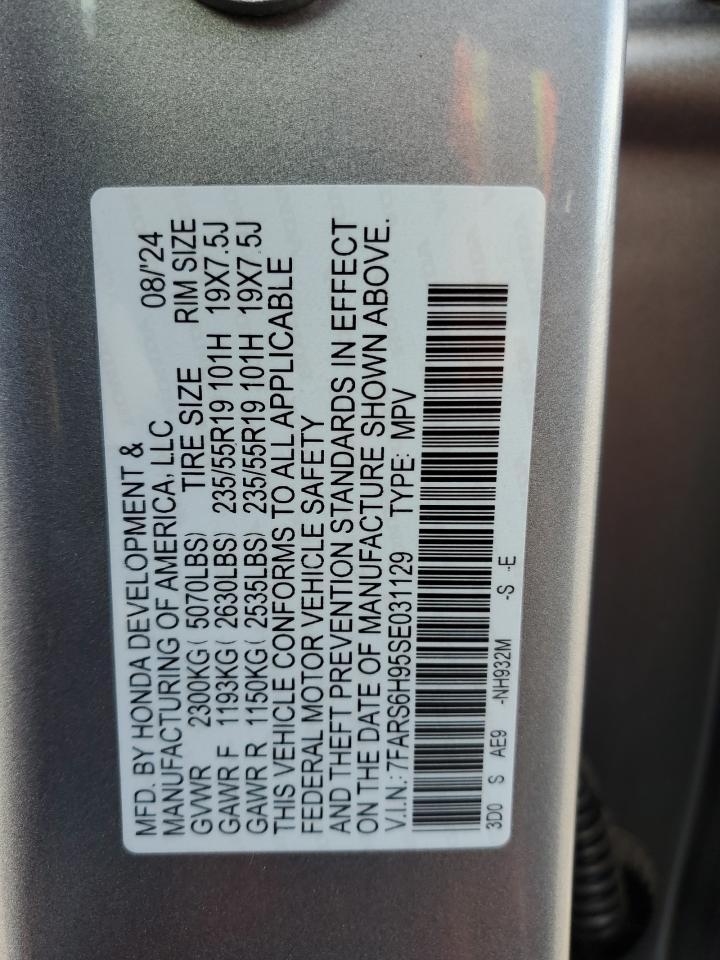 MFD. BY HONDA DEVELOPMENT &
MANUFACTURING OF AMERICA, LLC 08/'24
GVWR 2300KG( 5070LBS) TIRE SIZE RIM SIZE
GAWR F 1193KG( 2630LBS) 235/55R19 101H 19X7.5J
GAWR R 1150KG( 2535LBS) 235/55R19 101H 19X7.5J
THIS VEHICLE CONFORMS TO ALL APPLICABLE
FEDERAL MOTOR VEHICLE SAFETY
AND THEFT PREVENTION STANDARDS IN EFFECT
ON THE DATE OF MANUFACTURE SHOWN ABOVE.
V.I.N.: 7FARS6H95SE031129 TYPE: MPV
3D0 S AE9 -NH932M -S -E